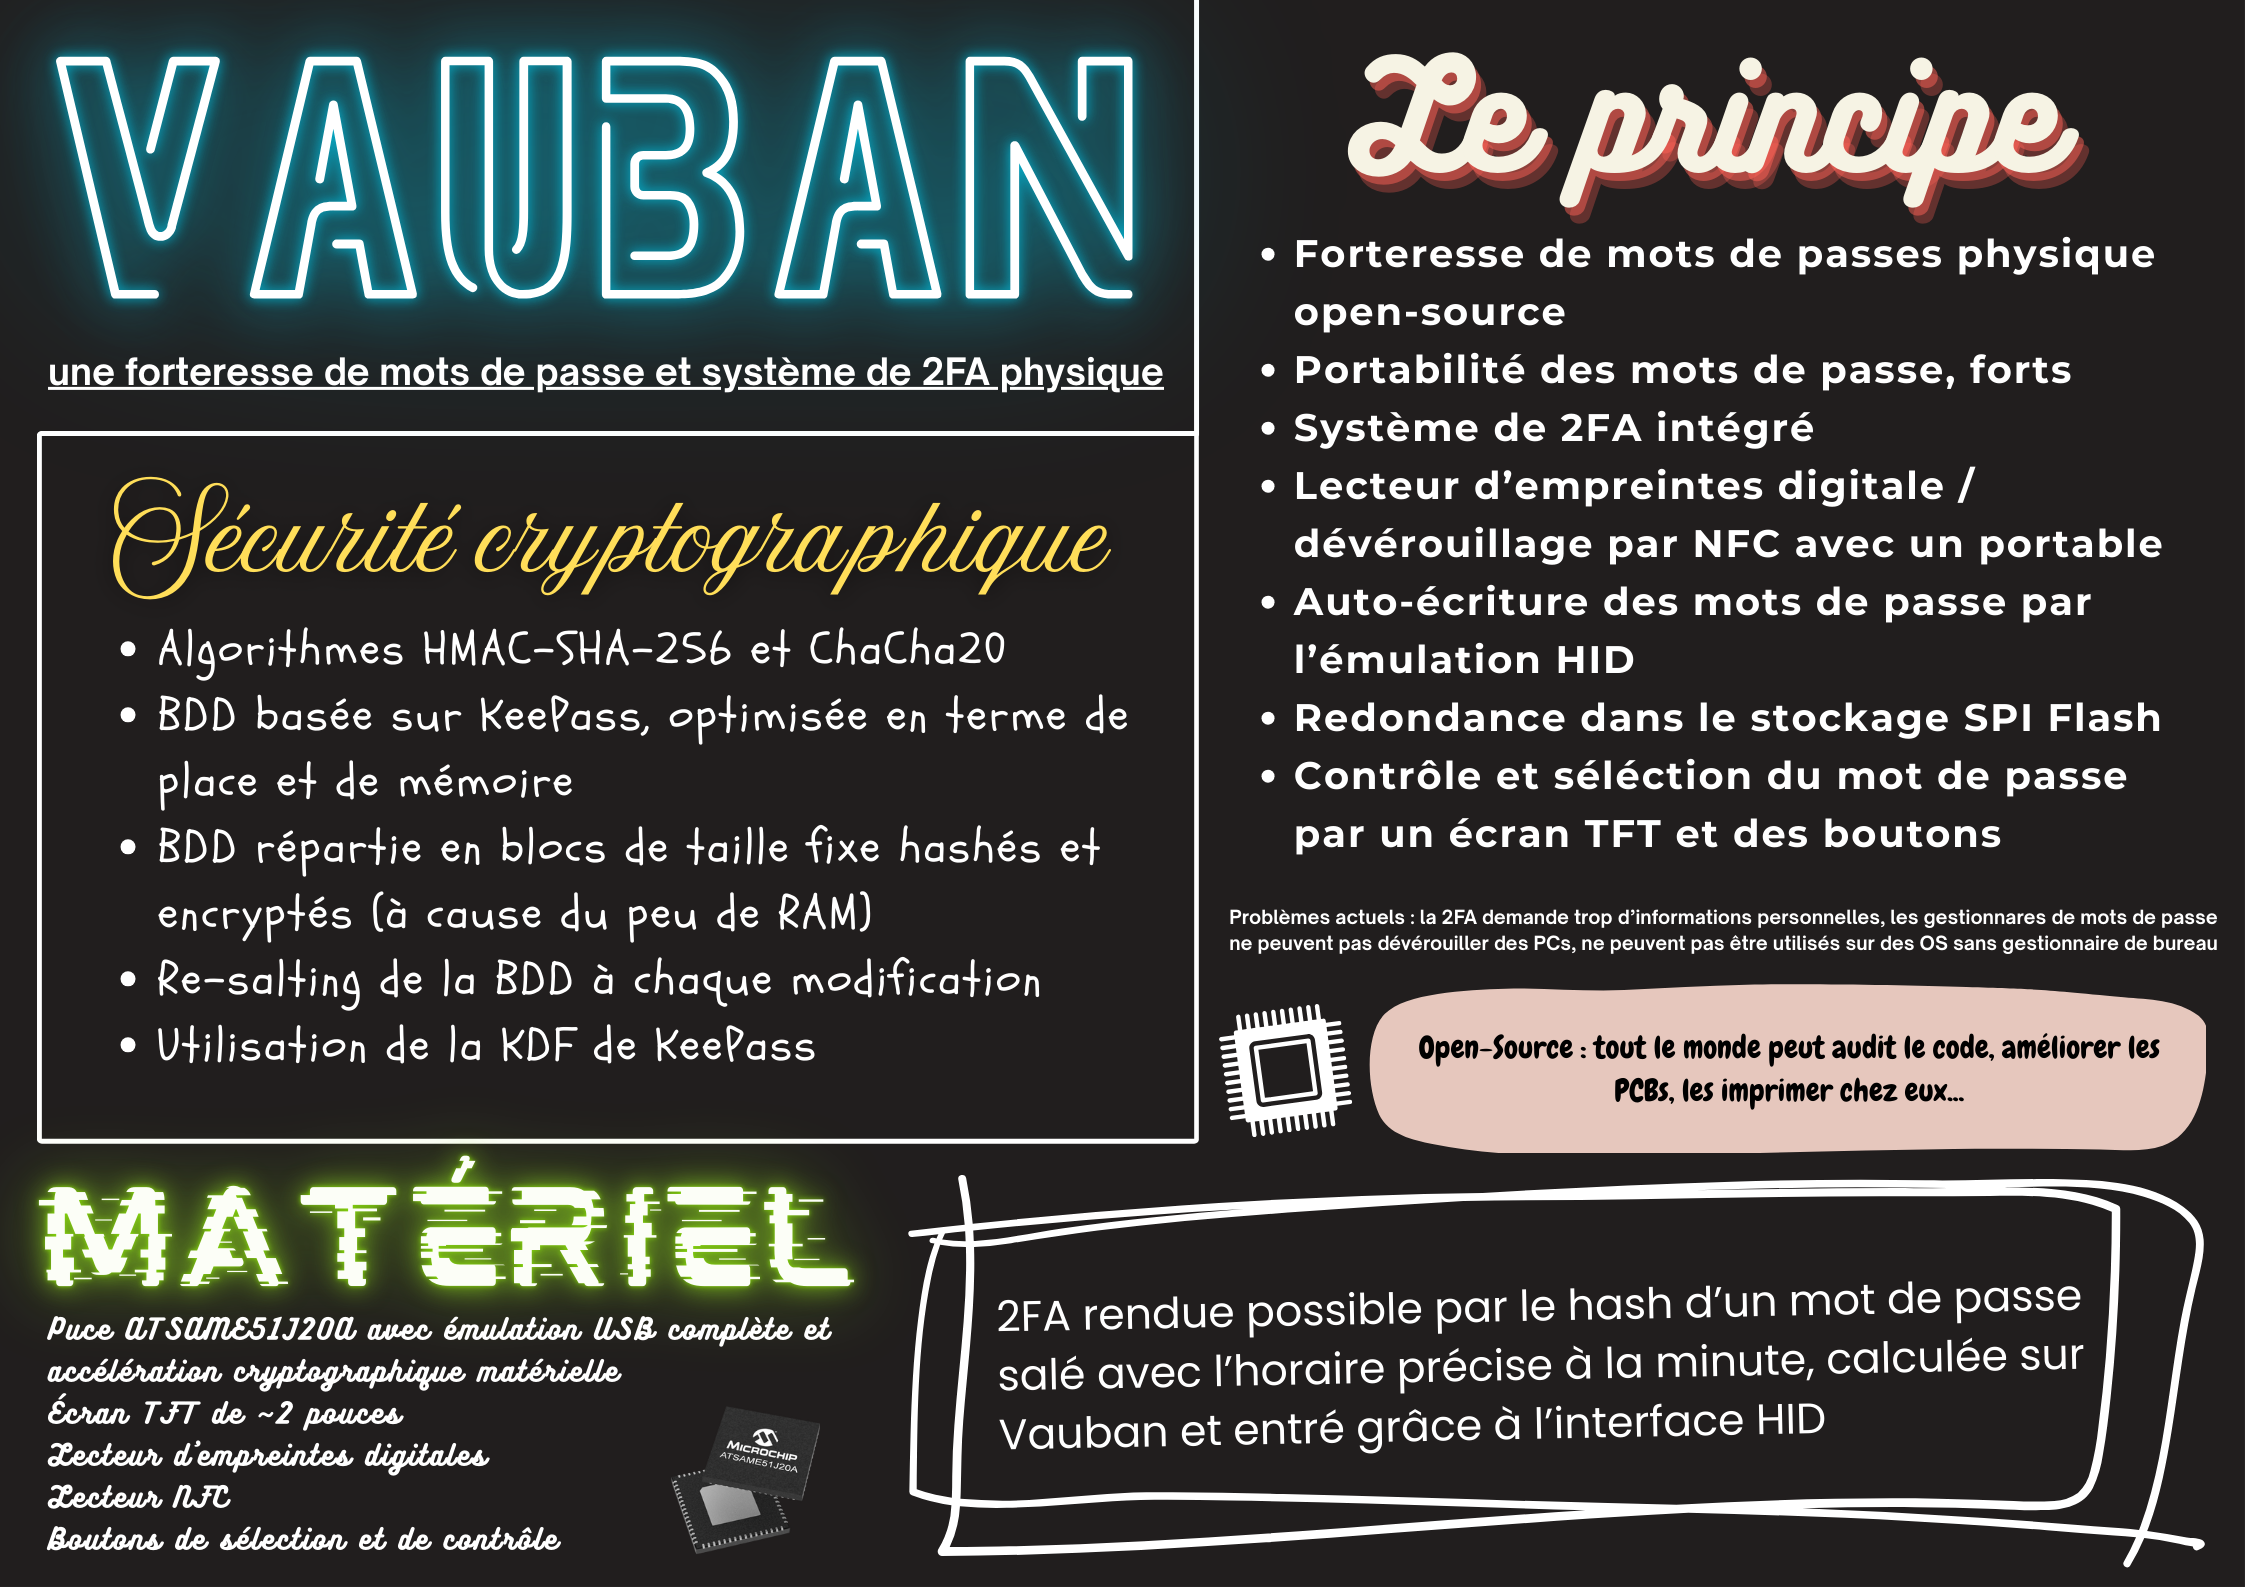 VAUBAN
une forteresse de mots de passe et système de 2FA physique
Sécurité cryptographique
• Algorithmes HMAC-SHA-256 et ChaCha20
• BDD basée sur KeePass, optimisée en terme de
place et de mémoire
• BDD répartie en blocs de taille fixe hashés et
encryptés (à cause du peu de RAM)
• Re-salting de la BDD à chaque modification
• Utilisation de la KDF de KeePass
Le principe
• Forteresse de mots de passes physique
open-source
• Portabilité des mots de passe, forts
• Système de 2FA intégré
• Lecteur d’empreintes digitale /
dévérouillage par NFC avec un portable
• Auto-écriture des mots de passe par
l’émulation HID
• Redondance dans le stockage SPI Flash
• Contrôle et séléction du mot de passe
par un écran TFT et des boutons
Problèmes actuels : la 2FA demande trop d’informations personnelles, les gestionnares de mots de passe
ne peuvent pas dévérouiller des PCs, ne peuvent pas être utilisés sur des OS sans gestionnaire de bureau
Open-Source : tout le monde peut audit le code, améliorer les
PCBs, les imprimer chez eux...
MATÉRIEL
Puce ATSAME51J20A avec émulation USB complète et
accélération cryptographique matérielle
Écran TFT de ~2 pouces
Lecteur d'empreintes digitales
Lecteur NFC
Boutons de sélection et de contrôle
MICROCHIP
ATSAME51J20A
2FA rendue possible par le hash d’un mot de passe
salé avec l’horaire précise à la minute, calculée sur
Vauban et entré grâce à l’interface HID